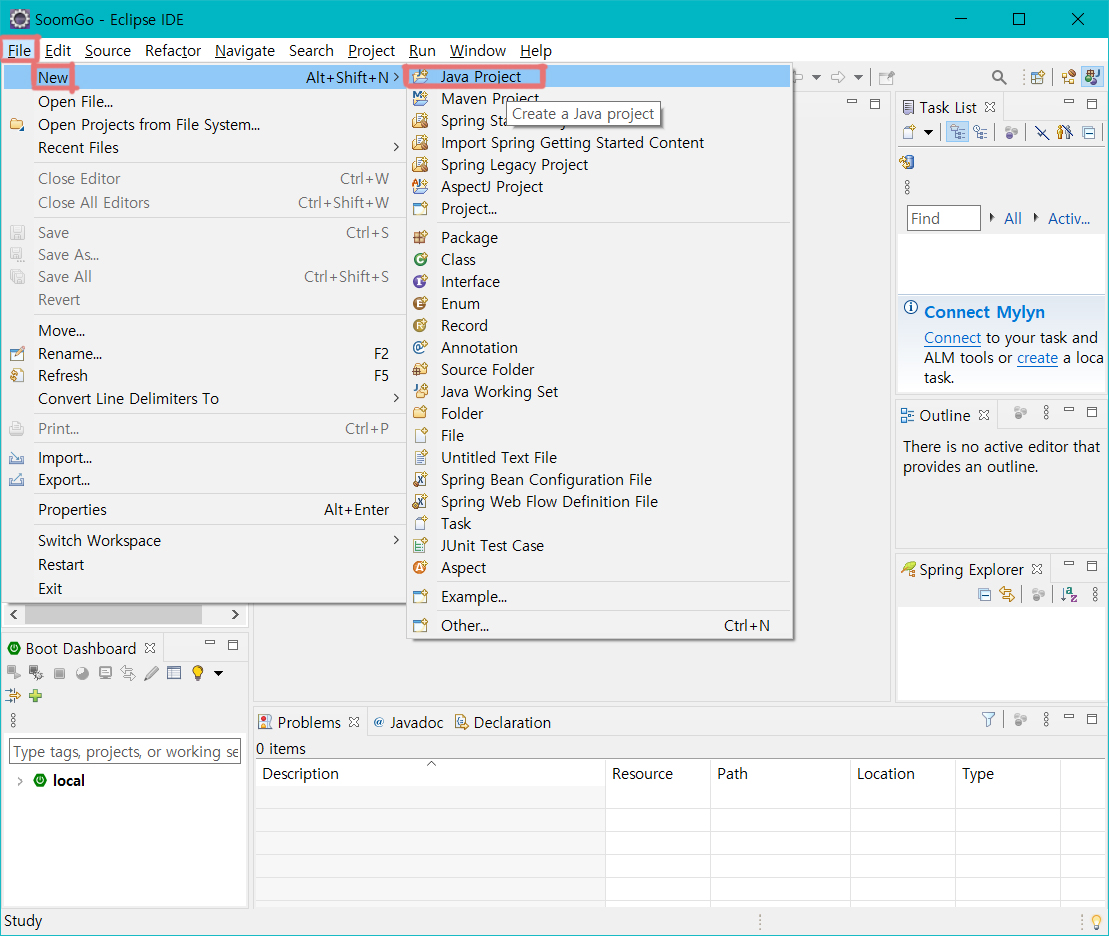 SoomGo - Eclipse IDE
File Edit Source Refactor Navigate Search Project Run Window Help
New Alt+Shift+N
Open File...
Open Projects from File System...
Recent Files
Close Editor Ctrl+W
Close All Editors Ctrl+Shift+W
Save Ctrl+S
Save As...
Save All Ctrl+Shift+S
Revert
Move...
Rename... F2
Refresh F5
Convert Line Delimiters To
Print... Ctrl+P
Import...
Export...
Properties Alt+Enter
Switch Workspace
Restart
Exit
Java Project
Maven Project
Create a Java project
Spring
Import Spring Getting Started Content
Spring Legacy Project
AspectJ Project
Project...
Package
Class
Interface
Enum
Record
Annotation
Source Folder
Java Working Set
Folder
File
Untitled Text File
Spring Bean Configuration File
Spring Web Flow Definition File
Task
JUnit Test Case
Aspect
Example...
Other... Ctrl+N
Task List
Find All Activ...
Connect Mylyn
Connect to your task and
ALM tools or create a loca
task.
Outline
There is no active editor that
provides an outline.
Spring Explorer
Boot Dashboard
Type tags, projects, or working se
local
Problems @ Javadoc Declaration
0 items
Description Resource Path Location Type
Study